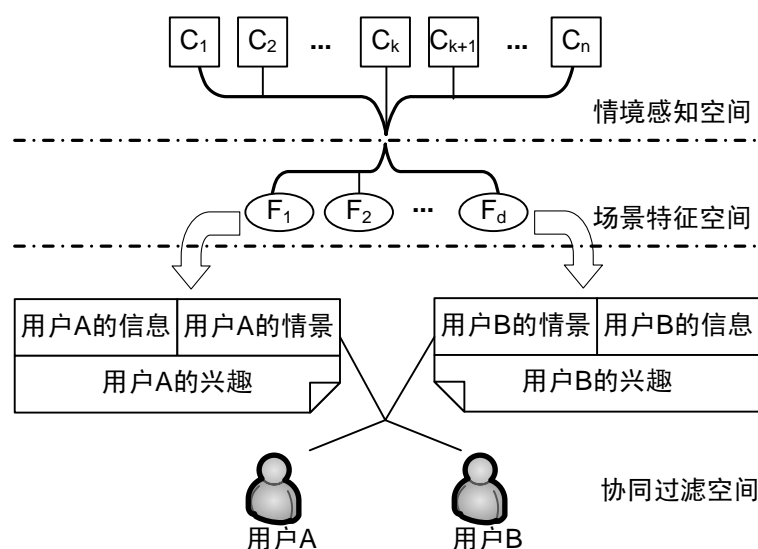 C1 C2 ... Ck Ck+1 ... Cn
情境感知空间
F1 F2 ... Fd
场景特征空间
用户A的信息 用户A的情景 用户B的情景 用户B的信息
用户A的兴趣 用户B的兴趣
协同过滤空间
用户A 用户B